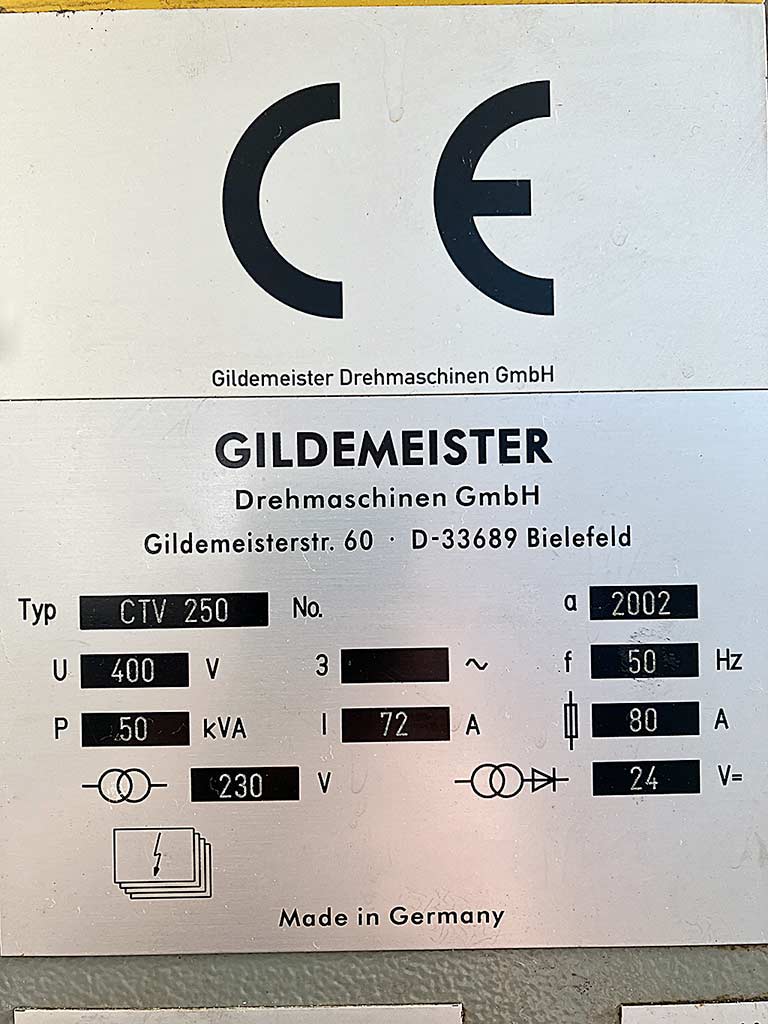 CE
Gildemeister Drehmaschinen GmbH
GILDEMEISTER
Drehmaschinen GmbH
Gildemeisterstr. 60 · D-33689 Bielefeld
Typ CTV 250 No. a 2002
U 400 V 3 ~ f 50 Hz
P 50 kVA I 72 A 80 A
230 V 24 V=
Made in Germany